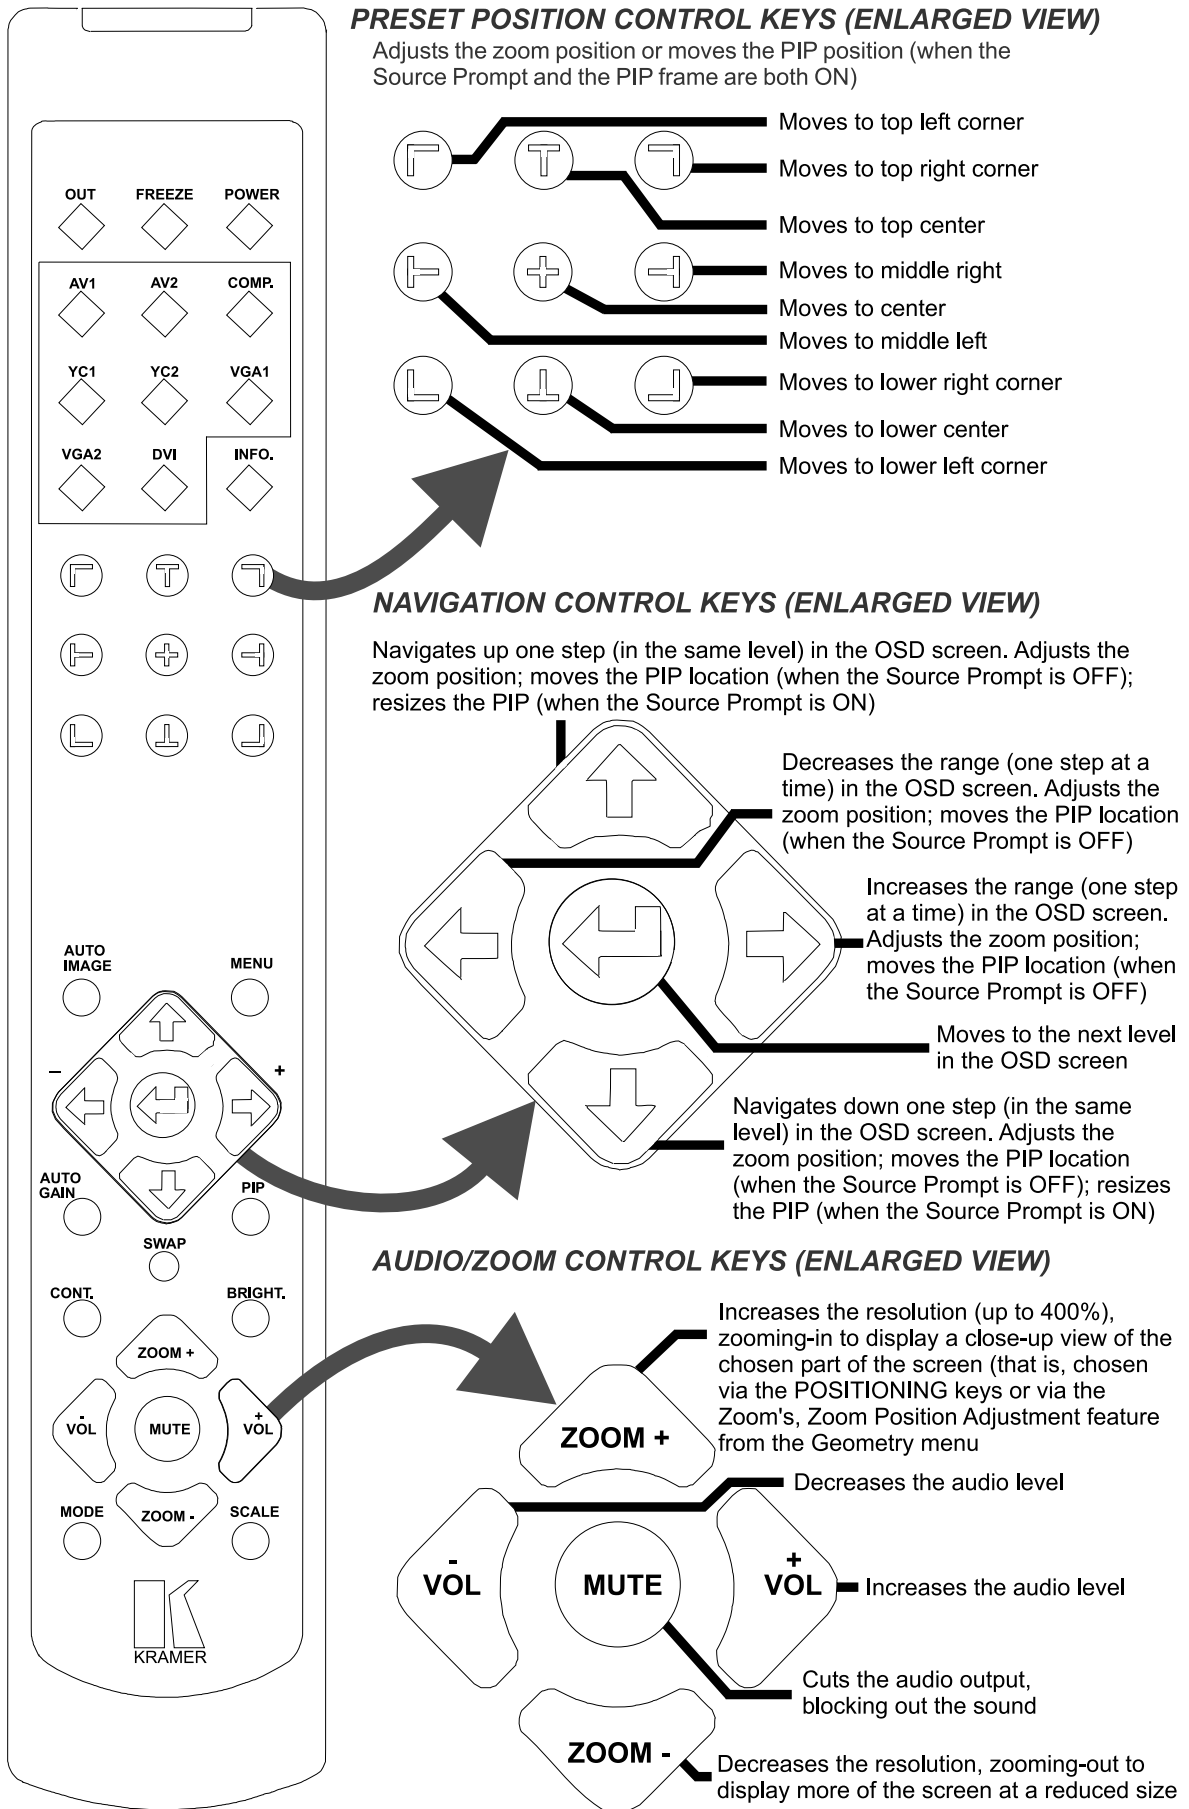 PRESET POSITION CONTROL KEYS (ENLARGED VIEW)
Adjusts the zoom position or moves the PIP position (when the
Source Prompt and the PIP frame are both ON)
Moves to top left corner
Moves to top right corner
Moves to top center
Moves to middle right
Moves to center
Moves to middle left
Moves to lower right corner
Moves to lower center
Moves to lower left corner
OUT FREEZE POWER
AV1 AV2 COMP.
YC1 YC2 VGA1
VGA2 DVI INFO.
NAVIGATION CONTROL KEYS (ENLARGED VIEW)
Navigates up one step (in the same level) in the OSD screen. Adjusts the
zoom position; moves the PIP location (when the Source Prompt is OFF);
resizes the PIP (when the Source Prompt is ON)
Decreases the range (one step at a
time) in the OSD screen. Adjusts the
zoom position; moves the PIP location
(when the Source Prompt is OFF)
Increases the range (one step
at a time) in the OSD screen.
Adjusts the zoom position;
moves the PIP location (when
the Source Prompt is OFF)
Moves to the next level
in the OSD screen
Navigates down one step (in the same
level) in the OSD screen. Adjusts the
zoom position; moves the PIP location
(when the Source Prompt is OFF); resizes
the PIP (when the Source Prompt is ON)
AUTO
IMAGE
MENU
– +
AUTO
GAIN
PIP
SWAP
CONT.
BRIGHT.
ZOOM +
-
VOL
MUTE
+
VOL
ZOOM -
MODE
SCALE
KRAMER
AUDIO/ZOOM CONTROL KEYS (ENLARGED VIEW)
Increases the resolution (up to 400%),
zooming-in to display a close-up view of the
chosen part of the screen (that is, chosen
via the POSITIONING keys or via the
Zoom's, Zoom Position Adjustment feature
from the Geometry menu
ZOOM +
Decreases the audio level
-
VOL
MUTE
+
VOL
Increases the audio level
Cuts the audio output,
blocking out the sound
ZOOM -
Decreases the resolution, zooming-out to
display more of the screen at a reduced size